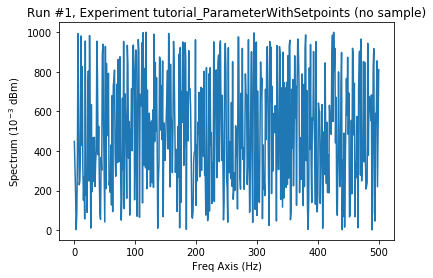 Run #1, Experiment tutorial_ParameterWithSetpoints (no sample)
1000
800
600
400
200
0
Spectrum (10⁻³ dBm)
0 100 200 300 400 500
Freq Axis (Hz)